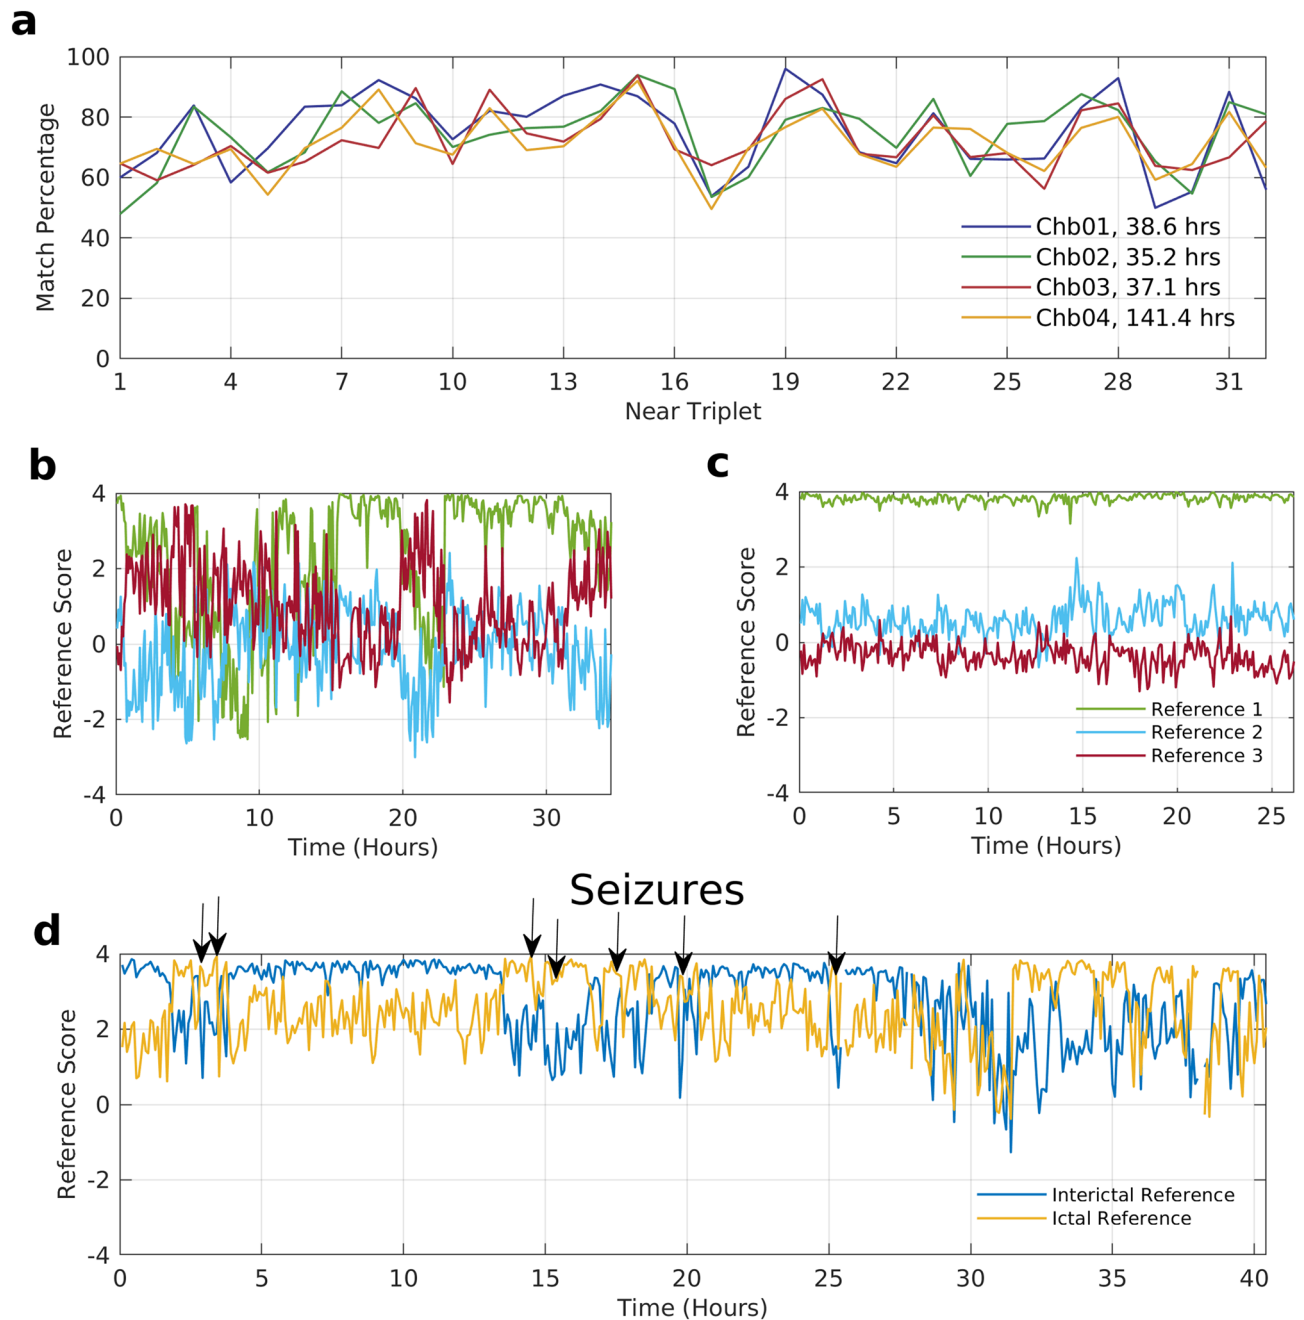 a
100
80
60
40
20
0
Match Percentage
Chb01, 38.6 hrs
Chb02, 35.2 hrs
Chb03, 37.1 hrs
Chb04, 141.4 hrs
1 4 7 10 13 16 19 22 25 28 31
Near Triplet
b
4
2
0
-2
-4
Reference Score
0 10 20 30
Time (Hours)
c
4
2
0
-2
-4
Reference Score
Reference 1
Reference 2
Reference 3
0 5 10 15 20 25
Time (Hours)
Seizures
d
4
2
0
-2
-4
Reference Score
Interictal Reference
Ictal Reference
0 5 10 15 20 25 30 35 40
Time (Hours)